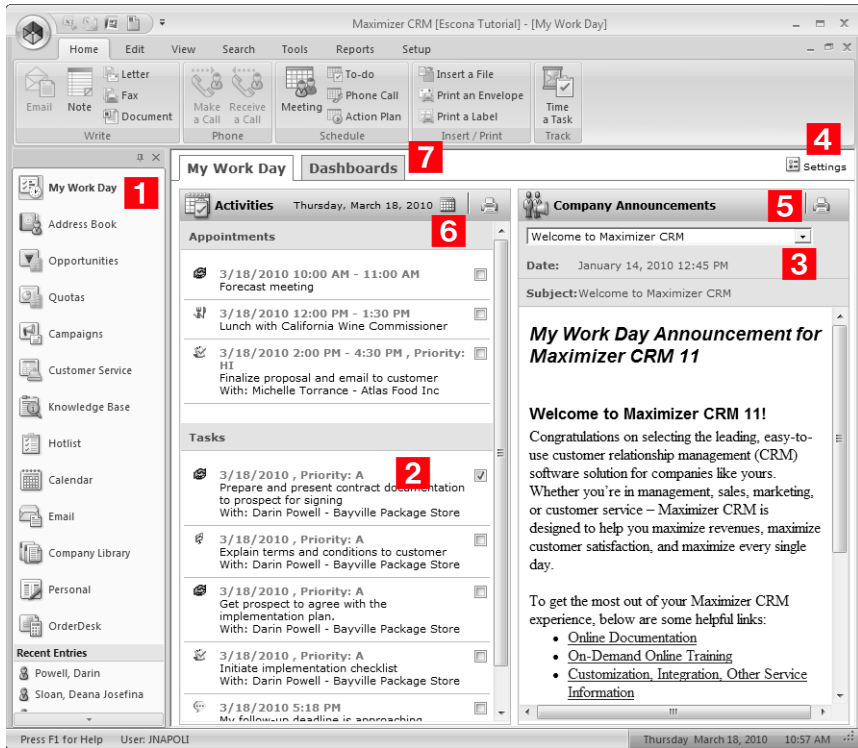 Maximizer CRM [Escona Tutorial] - [My Work Day]
Home Edit View Search Tools Reports Setup
Email
Note
Letter
Fax
Document
Write
Make a Call
Receive a Call
Phone
Meeting
To-do
Phone Call
Action Plan
Schedule
Insert a File
Print an Envelope
Print a Label
Insert / Print
Time a Task
Track
My Work Day
1
Address Book
Opportunities
Quotas
Campaigns
Customer Service
Knowledge Base
Hotlist
Calendar
Email
Company Library
Personal
OrderDesk
Recent Entries
Powell, Darin
Sloan, Deana Josefina
My Work Day Dashboards 7
4
Settings
Activities Thursday, March 18, 2010
6
Appointments
3/18/2010 10:00 AM - 11:00 AM
Forecast meeting
3/18/2010 12:00 PM - 1:30 PM
Lunch with California Wine Commissioner
3/18/2010 2:00 PM - 4:30 PM , Priority:
HI
Finalize proposal and email to customer
With: Michelle Torrance - Atlas Food Inc
Tasks
2
3/18/2010 , Priority: A
Prepare and present contract documentation
to prospect for signing
With: Darin Powell - Bayville Package Store
3/18/2010 , Priority: A
Explain terms and conditions to customer
With: Darin Powell - Bayville Package Store
3/18/2010 , Priority: A
Get prospect to agree with the
implementation plan.
With: Darin Powell - Bayville Package Store
3/18/2010 , Priority: A
Initiate implementation checklist
With: Darin Powell - Bayville Package Store
3/18/2010 5:18 PM
My follow-up deadline is approaching
Company Announcements 5
Welcome to Maximizer CRM
3
Date: January 14, 2010 12:45 PM
Subject: Welcome to Maximizer CRM
My Work Day Announcement for
Maximizer CRM 11
Welcome to Maximizer CRM 11!
Congratulations on selecting the leading, easy-to-
use customer relationship management (CRM)
software solution for companies like yours.
Whether you're in management, sales, marketing,
or customer service – Maximizer CRM is
designed to help you maximize revenues, maximize
customer satisfaction, and maximize every single
day.
To get the most out of your Maximizer CRM
experience, below are some helpful links:
• Online Documentation
• On-Demand Online Training
• Customization, Integration, Other Service
Information
Press F1 for Help User: JNAPOLI
Thursday March 18, 2010 10:57 AM